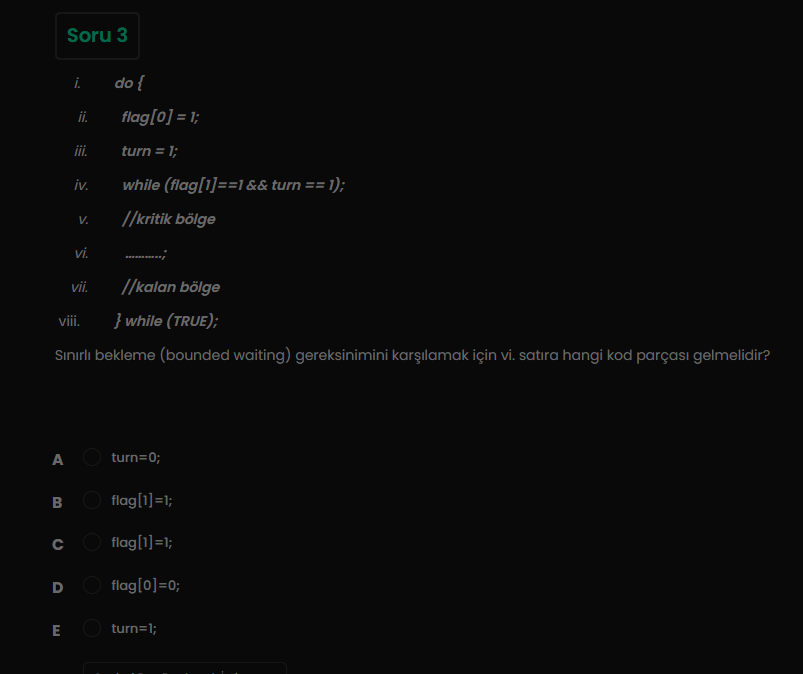 Soru 3
i. do {
ii. flag[0] = 1;
iii. turn = 1;
iv. while (flag[1]==1 && turn == 1);
v. //kritik bölge
vi. ...........;
vii. //kalan bölge
viii. } while (TRUE);
Sınırlı bekleme (bounded waiting) gereksinimini karşılamak için vi. satıra hangi kod parçası gelmelidir?
A turn=0;
B flag[1]=1;
C flag[1]=1;
D flag[0]=0;
E turn=1;